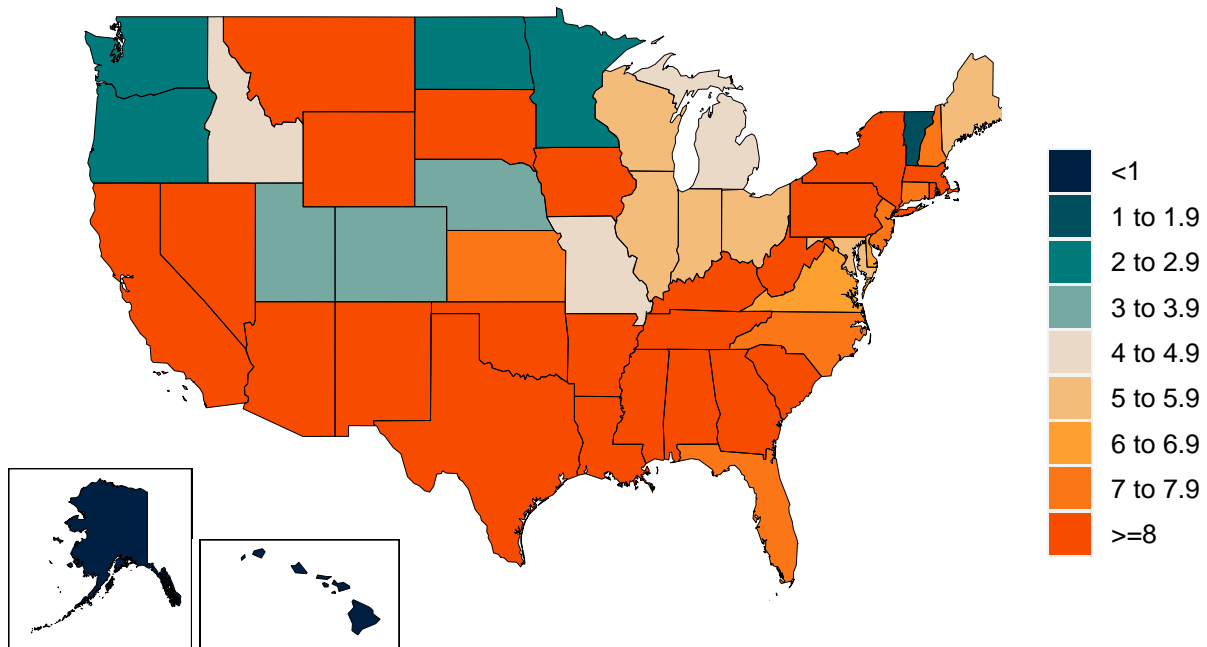 <1
1 to 1.9
2 to 2.9
3 to 3.9
4 to 4.9
5 to 5.9
6 to 6.9
7 to 7.9
>=8